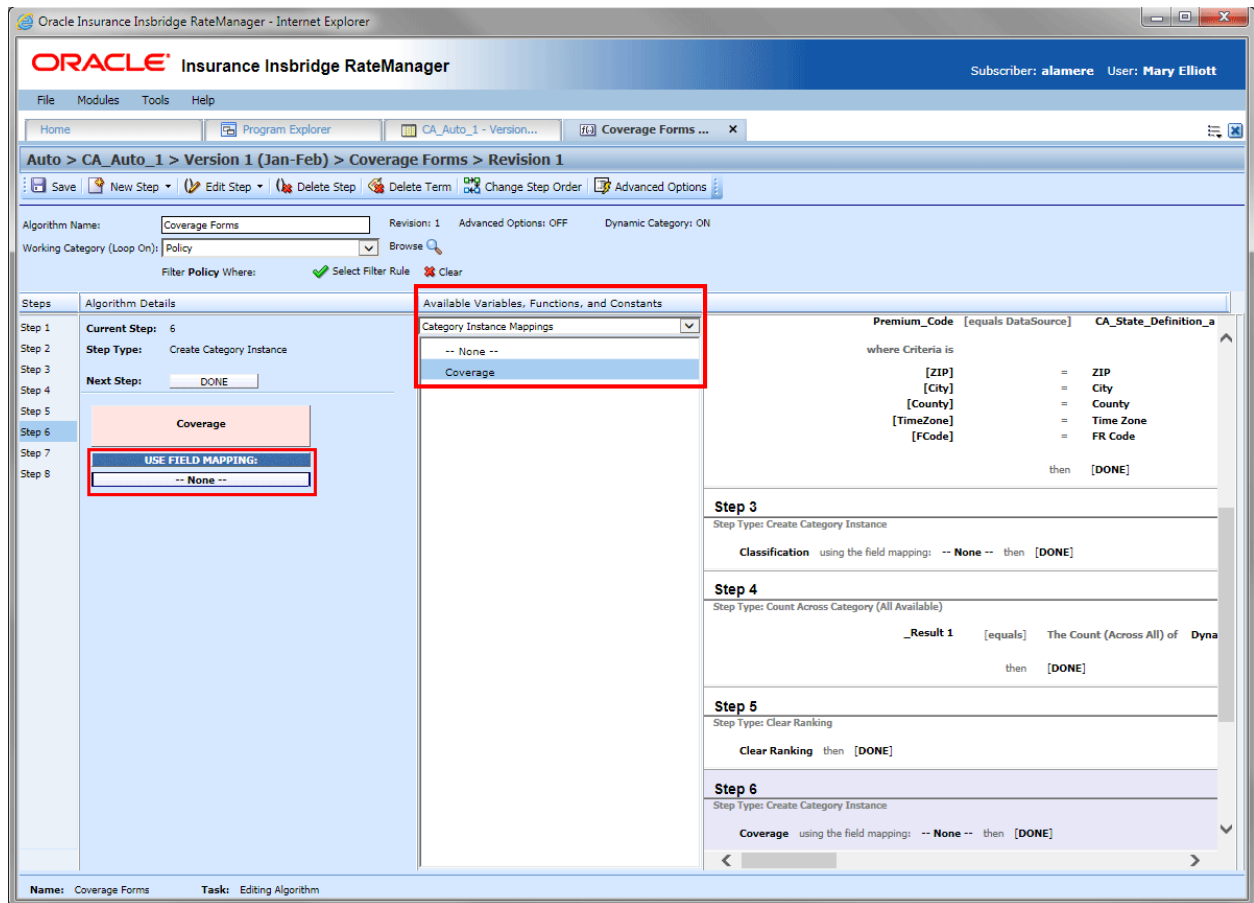 Oracle Insurance Insbridge RateManager - Internet Explorer
ORACLE Insurance Insbridge RateManager
Subscriber: alamere User: Mary Elliott
File Modules Tools Help
Home Program Explorer CA_Auto_1 - Version... Coverage Forms ... X
Auto > CA_Auto_1 > Version 1 (Jan-Feb) > Coverage Forms > Revision 1
Save New Step Edit Step Delete Step Delete Term Change Step Order Advanced Options
Algorithm Name: Coverage Forms Revision: 1 Advanced Options: OFF Dynamic Category: ON
Working Category (Loop On): Policy Browse
Filter Policy Where: Select Filter Rule Clear
Steps Algorithm Details Available Variables, Functions, and Constants
Step 1
Step 2
Step 3
Step 4
Step 5
Step 6
Step 7
Step 8
Current Step: 6
Step Type: Create Category Instance
Next Step: DONE
Coverage
USE FIELD MAPPING:
-- None --
Category Instance Mappings
-- None --
Coverage
Premium_Code [equals DataSource] CA_State_Definition_a
where Criteria is
[ZIP] = ZIP
[City] = City
[County] = County
[TimeZone] = Time Zone
[FCode] = FR Code
then [DONE]
Step 3
Step Type: Create Category Instance
Classification using the field mapping: -- None -- then [DONE]
Step 4
Step Type: Count Across Category (All Available)
_Result 1 [equals] The Count (Across All) of Dyna
then [DONE]
Step 5
Step Type: Clear Ranking
Clear Ranking then [DONE]
Step 6
Step Type: Create Category Instance
Coverage using the field mapping: -- None -- then [DONE]
Name: Coverage Forms Task: Editing Algorithm